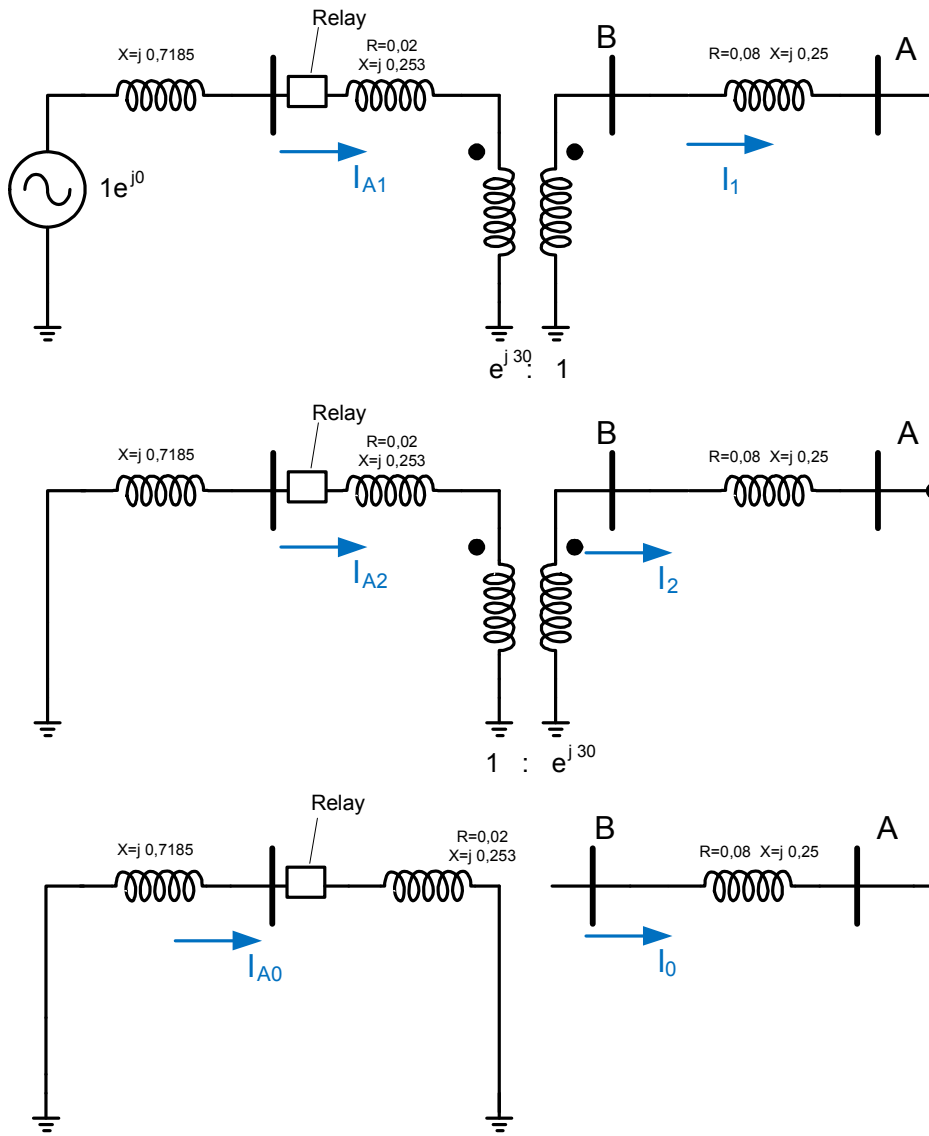 Relay
B
A
X=j 0,7185
R=0,02
X=j 0,253
R=0,08 X=j 0,25
I_A1
I_1
1e^j0
e^j 30 : 1
Relay
B
A
X=j 0,7185
R=0,02
X=j 0,253
R=0,08 X=j 0,25
I_A2
I_2
1 : e^j 30
Relay
B
A
X=j 0,7185
R=0,02
X=j 0,253
R=0,08 X=j 0,25
I_A0
I_0